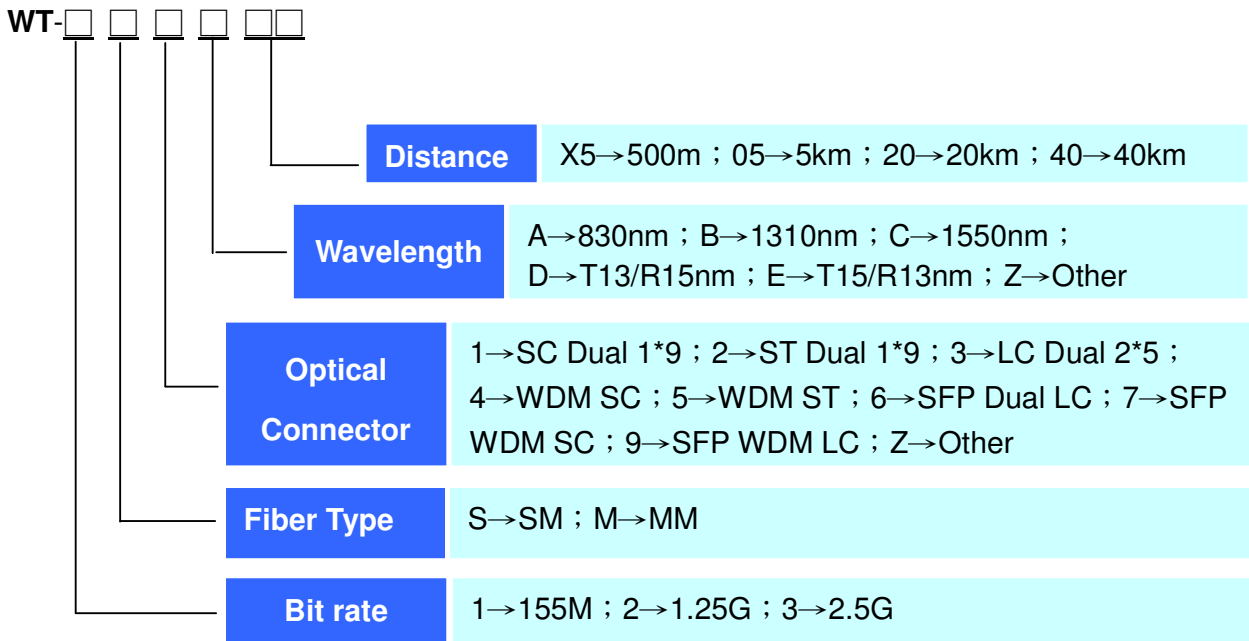 WT-□ □ □ □ □□
Distance
X5→500m；05→5km；20→20km；40→40km
Wavelength
A→830nm；B→1310nm；C→1550nm；
D→T13/R15nm；E→T15/R13nm；Z→Other
Optical
Connector
1→SC Dual 1*9；2→ST Dual 1*9；3→LC Dual 2*5；
4→WDM SC；5→WDM ST；6→SFP Dual LC；7→SFP
WDM SC；9→SFP WDM LC；Z→Other
Fiber Type
S→SM；M→MM
Bit rate
1→155M；2→1.25G；3→2.5G